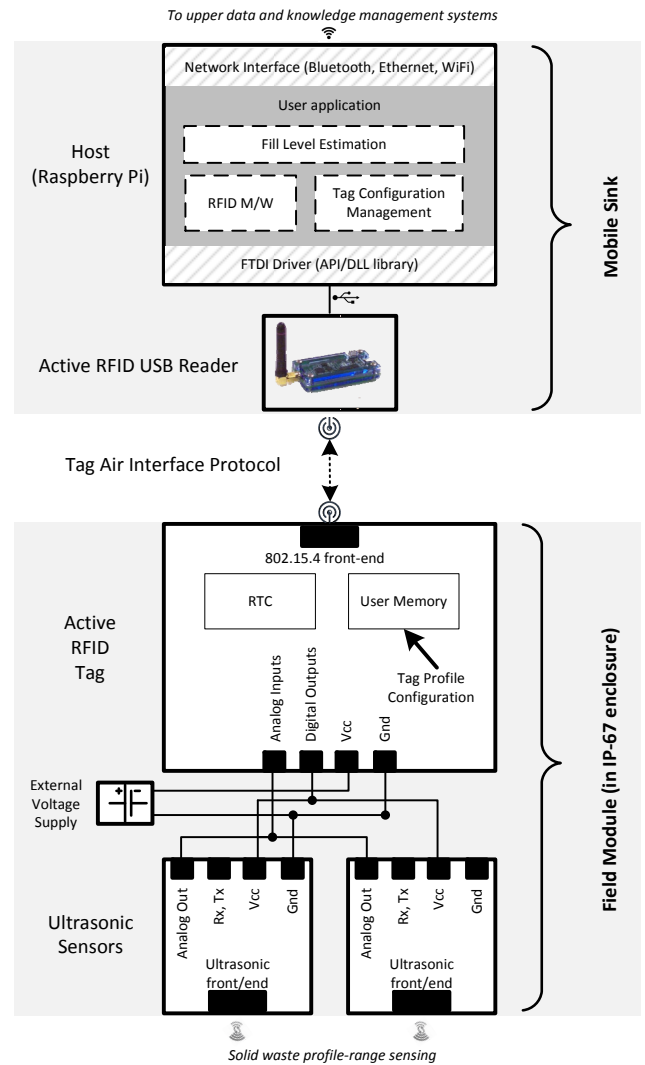 To upper data and knowledge management systems
Network Interface (Bluetooth, Ethernet, WiFi)
User application
Fill Level Estimation
Host
(Raspberry Pi)
RFID M/W
Tag Configuration
Management
FTDI Driver (API/DLL library)
Mobile Sink
Active RFID USB Reader
Tag Air Interface Protocol
802.15.4 front-end
RTC
User Memory
Active
RFID
Tag
Tag Profile
Configuration
Analog Inputs
Digital Outputs
Vcc
Gnd
External
Voltage
Supply
Field Module (in IP-67 enclosure)
Ultrasonic
Sensors
Analog Out
Rx, Tx
Vcc
Gnd
Ultrasonic
front/end
Analog Out
Rx, Tx
Vcc
Gnd
Ultrasonic
front/end
Solid waste profile-range sensing